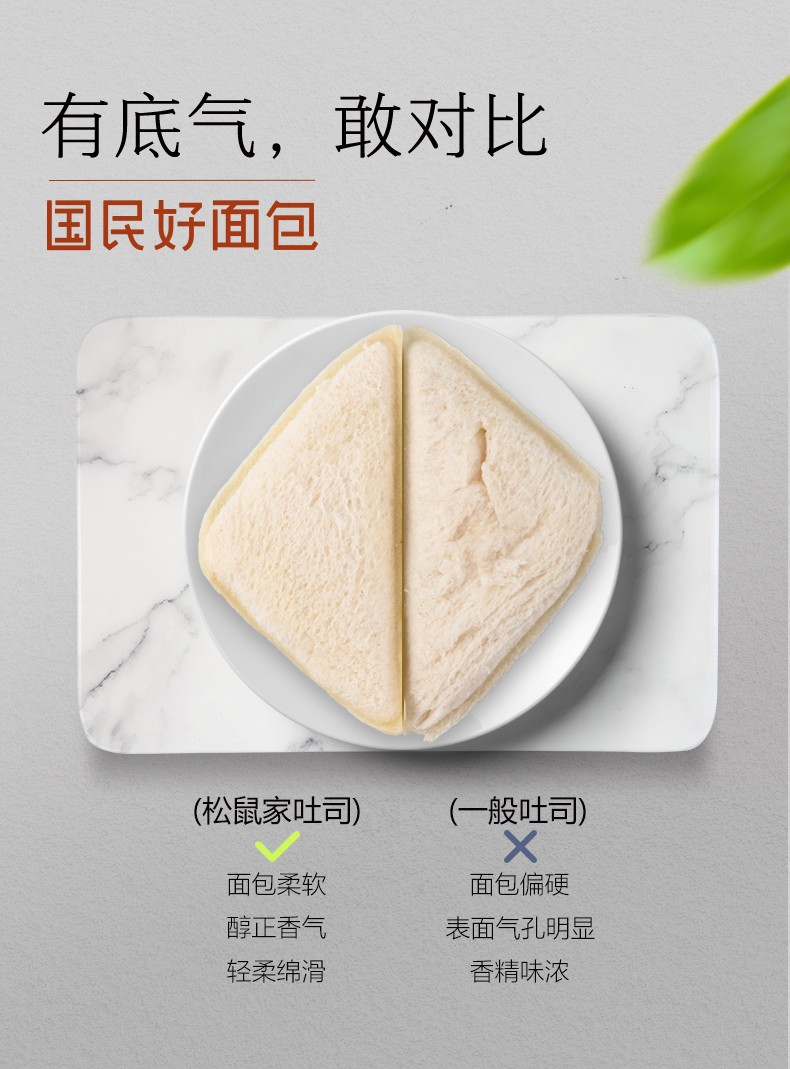 有底气，敢对比
国民好面包
(松鼠家吐司)
(一般吐司)
面包柔软
面包偏硬
醇正香气
表面气孔明显
轻柔绵滑
香精味浓